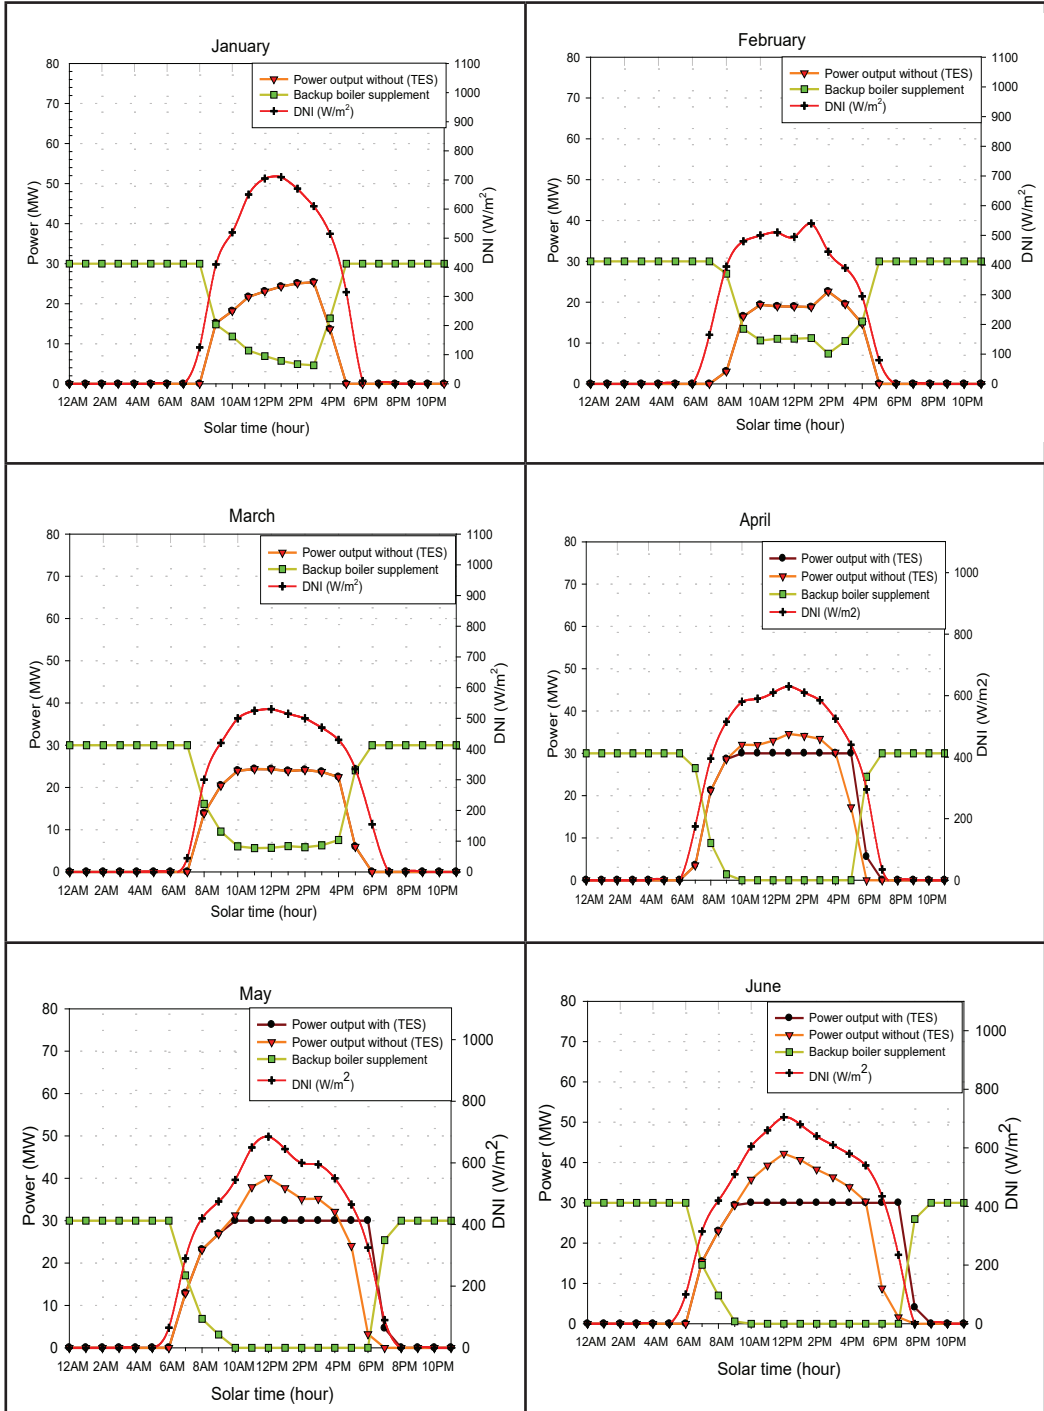 January
Power output without (TES)
Backup boiler supplement
DNI (W/m²)
80
70
60
50
40
30
20
10
0
Power (MW)
1100
1000
900
800
700
600
500
400
300
200
100
0
DNI (W/m²)
12AM 2AM 4AM 6AM 8AM 10AM 12PM 2PM 4PM 6PM 8PM 10PM
Solar time (hour)
February
Power output without (TES)
Backup boiler supplement
DNI (W/m²)
80
70
60
50
40
30
20
10
0
Power (MW)
1100
1000
900
800
700
600
500
400
300
200
100
0
DNI (W/m²)
12AM 2AM 4AM 6AM 8AM 10AM 12PM 2PM 4PM 6PM 8PM 10PM
Solar time (hour)
March
Power output without (TES)
Backup boiler supplement
DNI (W/m²)
80
70
60
50
40
30
20
10
0
Power (MW)
1100
1000
900
800
700
600
500
400
300
200
100
0
DNI (W/m²)
12AM 2AM 4AM 6AM 8AM 10AM 12PM 2PM 4PM 6PM 8PM 10PM
Solar time (hour)
April
Power output with (TES)
Power output without (TES)
Backup boiler supplement
DNI (W/m2)
80
70
60
50
40
30
20
10
0
Power (MW)
1000
800
600
400
200
0
DNI (W/m2)
12AM 2AM 4AM 6AM 8AM 10AM 12PM 2PM 4PM 6PM 8PM 10PM
Solar time (hour)
May
Power output with (TES)
Power output without (TES)
Backup boiler supplement
DNI (W/m²)
80
70
60
50
40
30
20
10
0
Power (MW)
1000
800
600
400
200
0
DNI (W/m²)
12AM 2AM 4AM 6AM 8AM 10AM 12PM 2PM 4PM 6PM 8PM 10PM
Solar time (hour)
June
Power output with (TES)
Power output without (TES)
Backup boiler supplement
DNI (W/m²)
80
70
60
50
40
30
20
10
0
Power (MW)
1000
800
600
400
200
0
DNI (W/m²)
12AM 2AM 4AM 6AM 8AM 10AM 12PM 2PM 4PM 6PM 8PM 10PM
Solar time (hour)